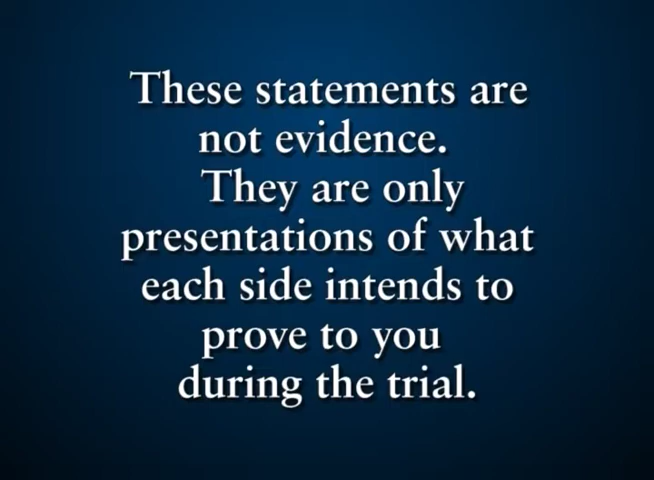 These statements are
not evidence.
They are only
presentations of what
each side intends to
prove to you
during the trial.